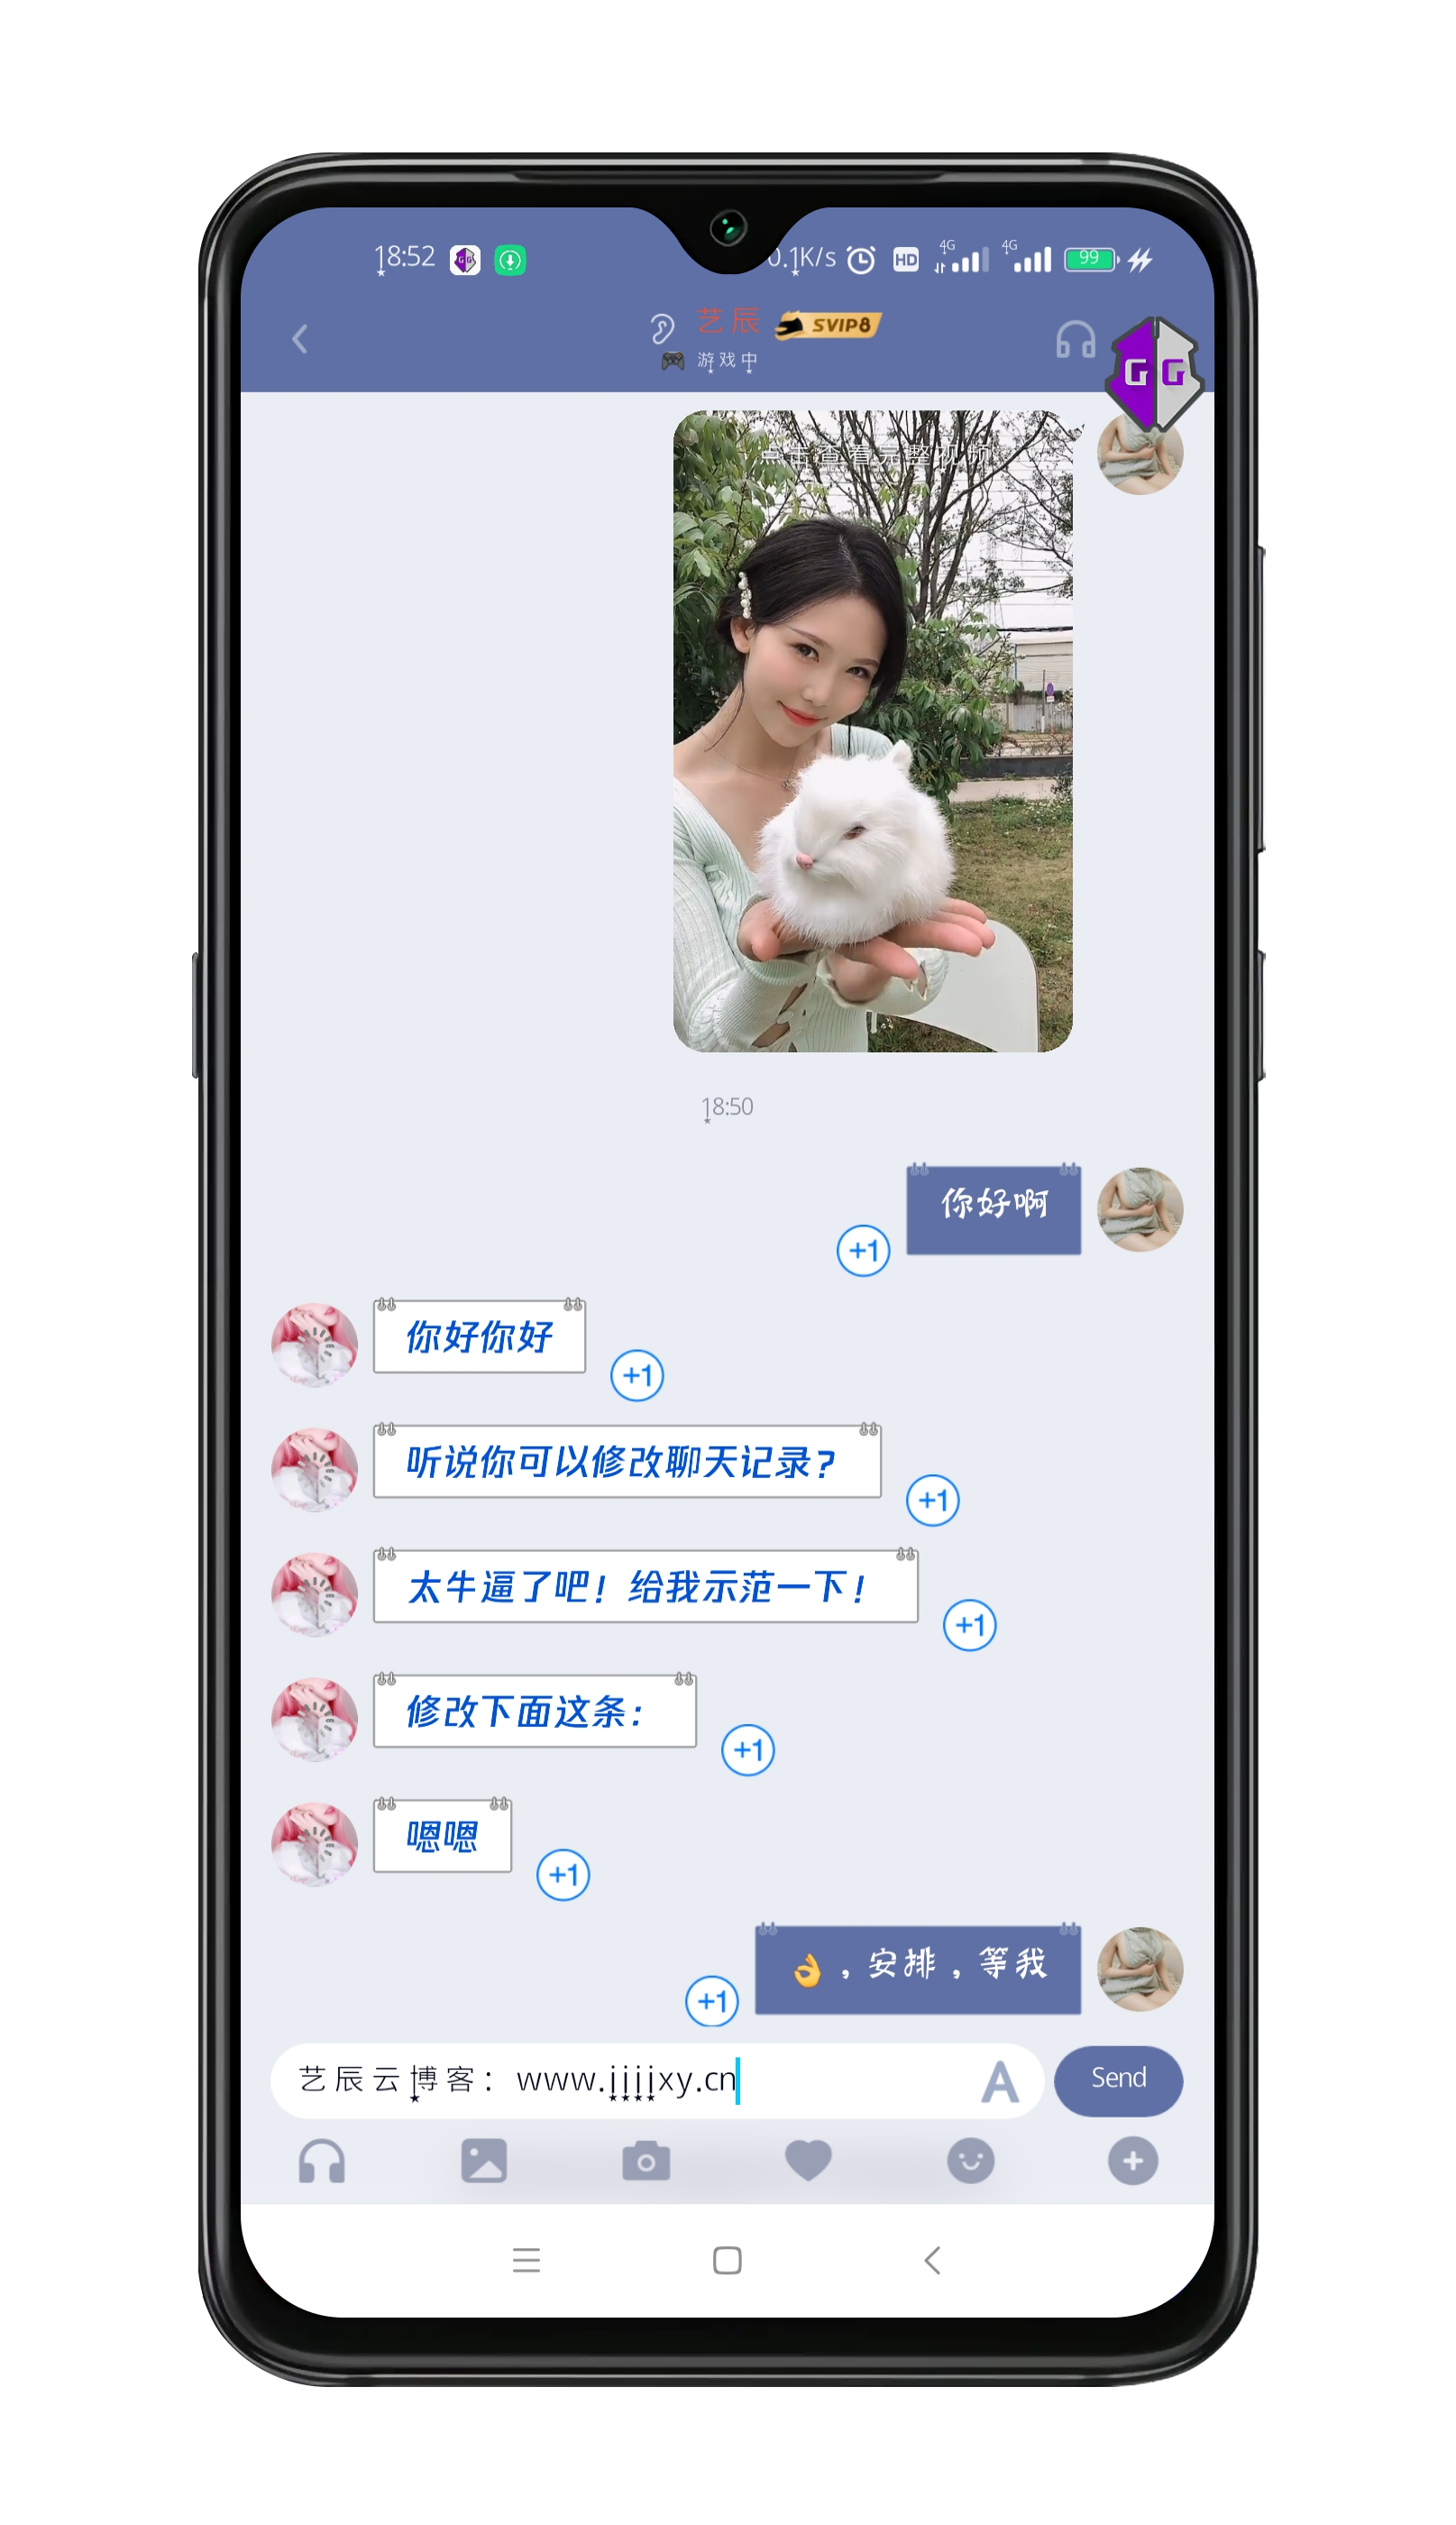 18:52
0.1K/s
HD
4G
4G
99
艺辰 SVIP8
游戏中
GG
点击查看完整视频
18:50
你好啊
+1
你好你好
+1
听说你可以修改聊天记录?
+1
太牛逼了吧!给我示范一下!
+1
修改下面这条:
+1
嗯嗯
+1
👌,安排,等我
+1
艺辰云博客:www.jjjjxy.cn
A
Send